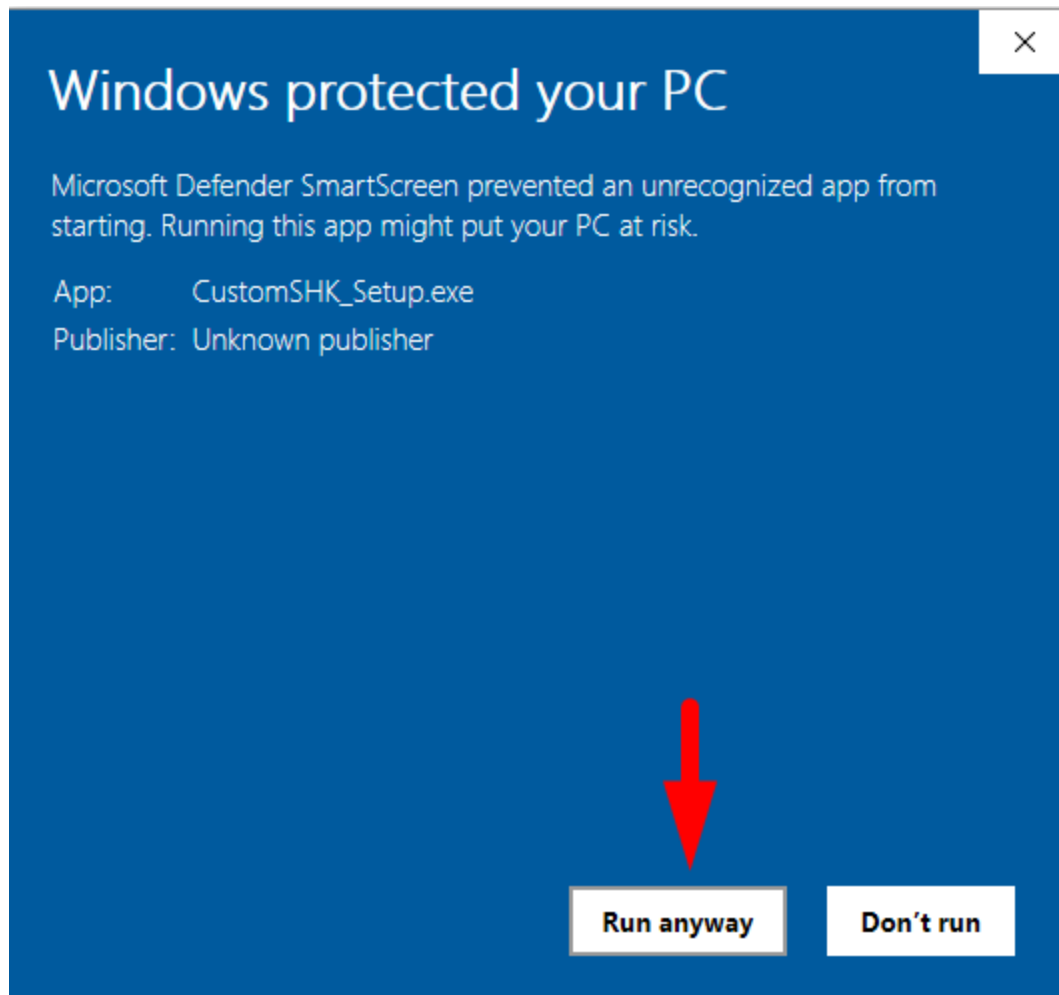 Windows protected your PC
Microsoft Defender SmartScreen prevented an unrecognized app from
starting. Running this app might put your PC at risk.
App: CustomSHK_Setup.exe
Publisher: Unknown publisher
Run anyway Don’t run